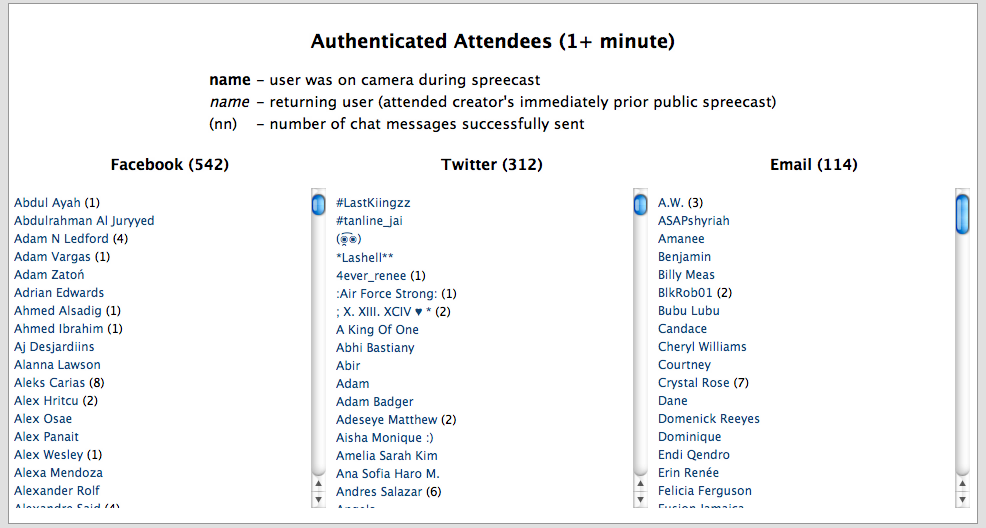 Authenticated Attendees (1+ minute)
name – user was on camera during spreecast
name – returning user (attended creator's immediately prior public spreecast)
(nn) – number of chat messages successfully sent
Facebook (542)
Abdul Ayah (1)
Abdulrahman Al Juryyed
Adam N Ledford (4)
Adam Vargas (1)
Adam Zatoń
Adrian Edwards
Ahmed Alsadig (1)
Ahmed Ibrahim (1)
Aj Desjardiins
Alanna Lawson
Aleks Carias (8)
Alex Hritcu (2)
Alex Osae
Alex Panait
Alex Wesley (1)
Alexa Mendoza
Alexander Rolf
Alexandre Said (4)
Twitter (312)
#LastKiingzz
#tanline_jai
*Lashell**
4ever_renee (1)
:Air Force Strong: (1)
; X. XIII. XCIV ♥ * (2)
A King Of One
Abhi Bastiany
Abir
Adam
Adam Badger
Adeseye Matthew (2)
Aisha Monique :)
Amelia Sarah Kim
Ana Sofia Haro M.
Andres Salazar (6)
Email (114)
A.W. (3)
ASAPshyriah
Amanee
Benjamin
Billy Meas
BlkRob01 (2)
Bubu Lubu
Candace
Cheryl Williams
Courtney
Crystal Rose (7)
Dane
Domenick Reeyes
Dominique
Endi Qendro
Erin Renée
Felicia Ferguson
Fusion Jamaica